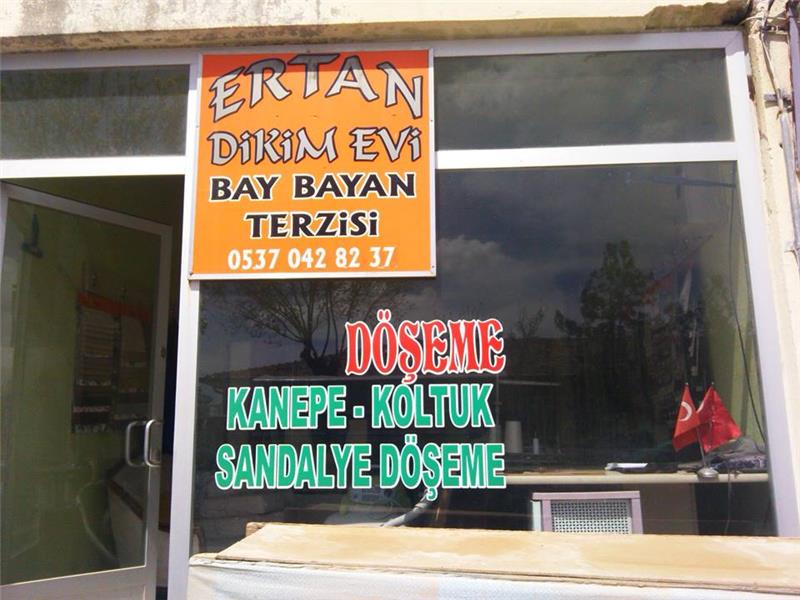 ERTAN
DiKiM EVi
BAY BAYAN
TERZiSi
0537 042 82 37
DÖŞEME
KANEPE - KOLTUK
SANDALYE DÖŞEME